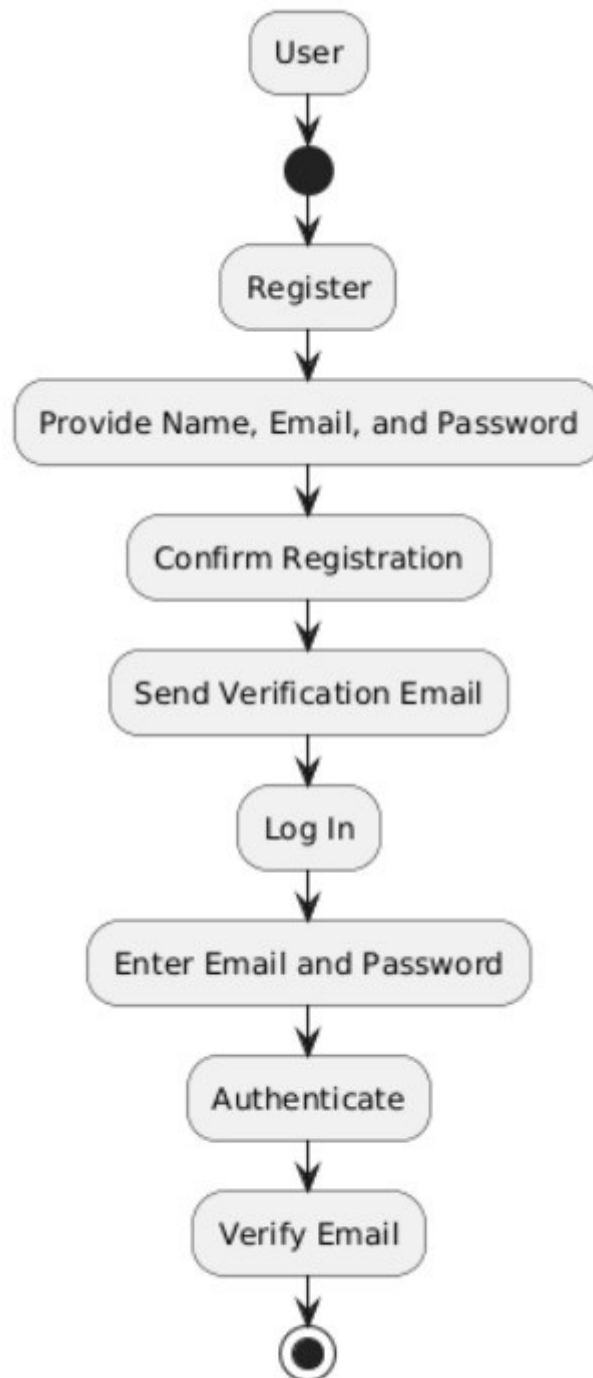 User
Register
Provide Name, Email, and Password
Confirm Registration
Send Verification Email
Log In
Enter Email and Password
Authenticate
Verify Email